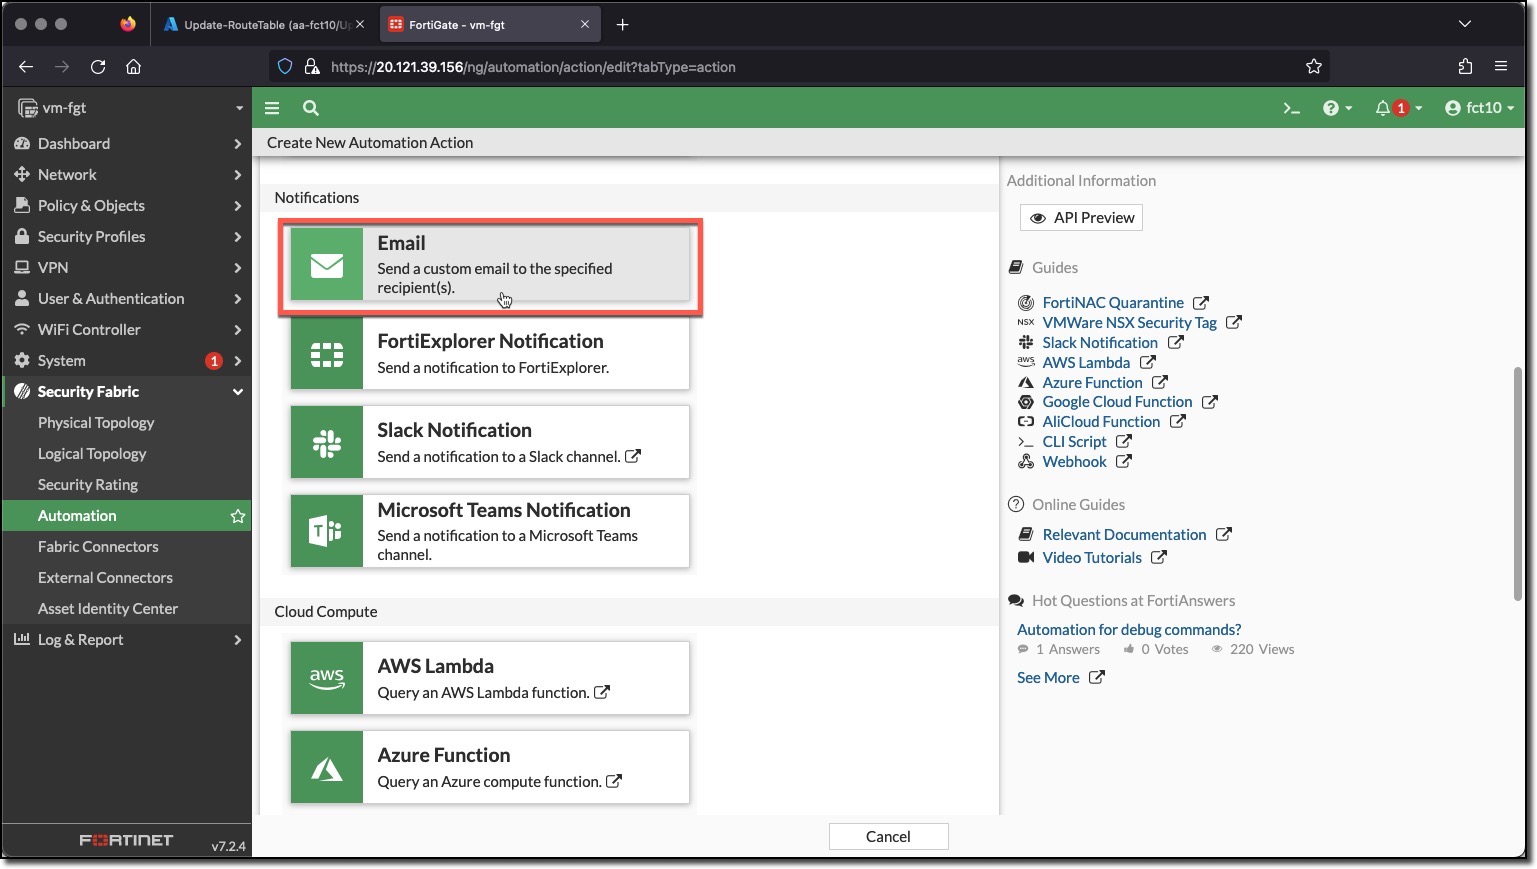 Update-RouteTable (aa-fct10/U
FortiGate - vm-fgt
https://20.121.39.156/ng/automation/action/edit?tabType=action
vm-fgt
1
fct10
Create New Automation Action
Dashboard
Network
Policy & Objects
Security Profiles
VPN
User & Authentication
WiFi Controller
System
1
Security Fabric
Physical Topology
Logical Topology
Security Rating
Automation
Fabric Connectors
External Connectors
Asset Identity Center
Log & Report
FORTINET
v7.2.4
Notifications
Email
Send a custom email to the specified
recipient(s).
FortiExplorer Notification
Send a notification to FortiExplorer.
Slack Notification
Send a notification to a Slack channel.
Microsoft Teams Notification
Send a notification to a Microsoft Teams
channel.
Cloud Compute
aws
AWS Lambda
Query an AWS Lambda function.
Azure Function
Query an Azure compute function.
Cancel
Additional Information
API Preview
Guides
FortiNAC Quarantine
NSX VMWare NSX Security Tag
Slack Notification
aws AWS Lambda
Azure Function
Google Cloud Function
AliCloud Function
CLI Script
Webhook
Online Guides
Relevant Documentation
Video Tutorials
Hot Questions at FortiAnswers
Automation for debug commands?
1 Answers 0 Votes 220 Views
See More